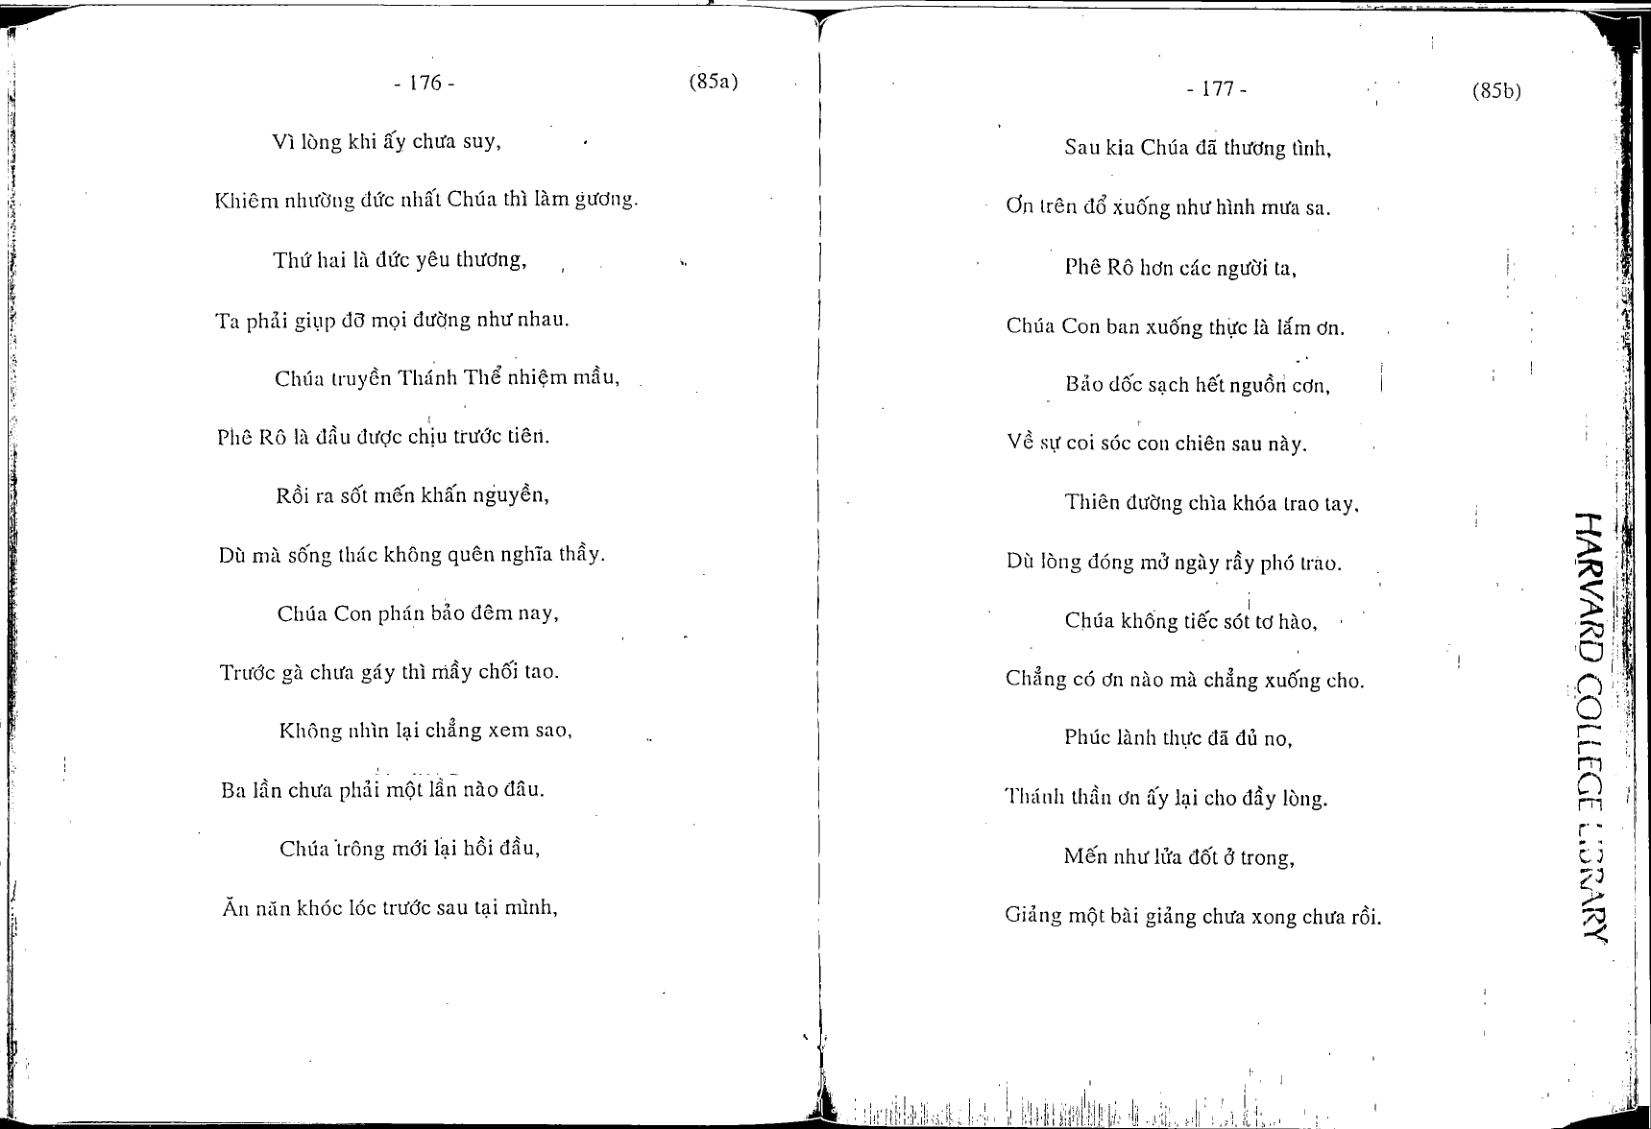 - 176 - (85a)
Vì lòng khi ấy chưa suy,
Khiêm nhường đức nhất Chúa thì làm gương.
Thứ hai là đức yêu thương,
Ta phải giụp đỡ mọi đường như nhau.
Chúa truyền Thánh Thể nhiệm mầu,
Phê Rô là đầu được chịu trước tiên.
Rồi ra sốt mến khấn nguyền,
Dù mà sống thác không quên nghĩa thầy.
Chúa Con phán bảo đêm nay,
Trước gà chưa gáy thì mầy chối tao.
Không nhìn lại chẳng xem sao,
Ba lần chưa phải một lần nào đâu.
Chúa trông mới lại hồi đầu,
Ăn năn khóc lóc trước sau tại mình,
- 177 - (85b)
Sau kia Chúa đã thương tình,
Ơn trên đổ xuống như hình mưa sa.
Phê Rô hơn các người ta,
Chúa Con ban xuống thực là lắm ơn.
Bảo dốc sạch hết nguồn cơn,
Về sự coi sóc con chiên sau này.
Thiên đường chìa khóa trao tay,
Dù lòng đóng mở ngày rầy phó trao.
Chúa không tiếc sót tơ hào,
Chẳng có ơn nào mà chẳng xuống cho.
Phúc lành thực đã đủ no,
Thánh thần ơn ấy lại cho đầy lòng.
Mến như lửa đốt ở trong,
Giảng một bài giảng chưa xong chưa rồi.
HARVARD COLLEGE LIBRARY